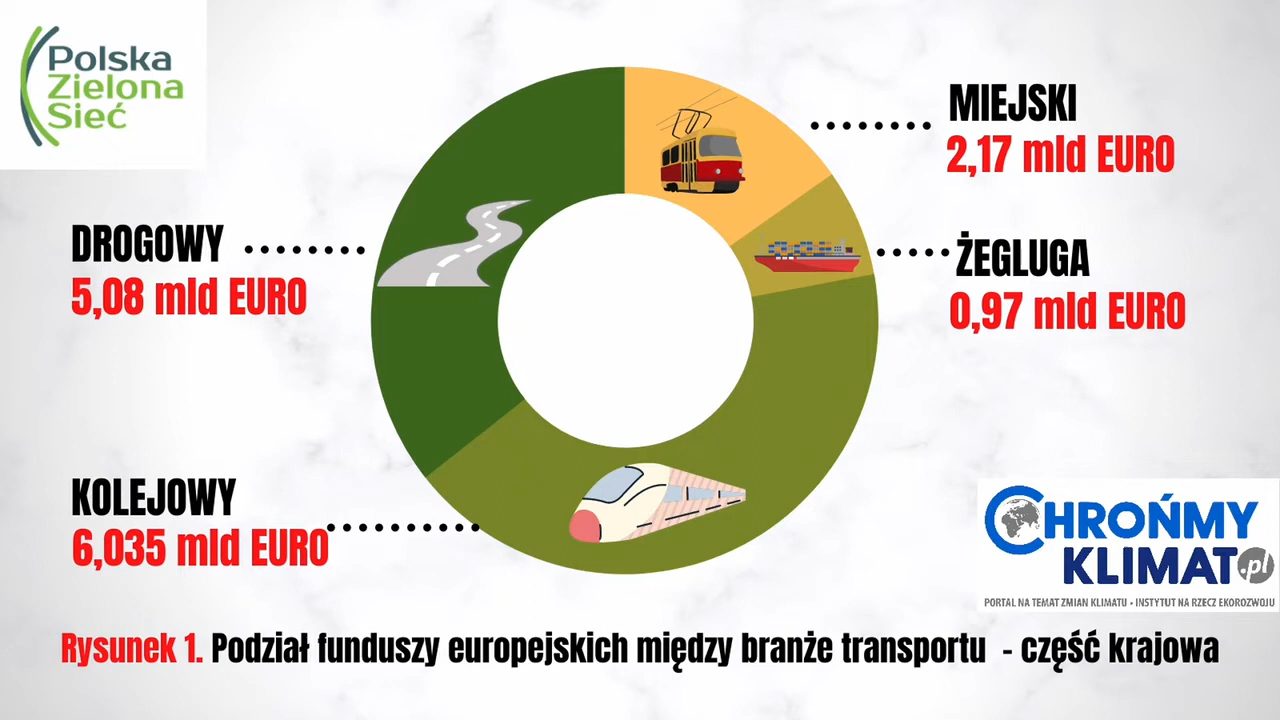 Polska
Zielona
Sieć
MIEJSKI
2,17 mld EURO
DROGOWY
5,08 mld EURO
ŻEGLUGA
0,97 mld EURO
KOLEJOWY
6,035 mld EURO
CHROŃMY
KLIMAT.pl
PORTAL NA TEMAT ZMIAN KLIMATU • INSTYTUT NA RZECZ EKOROZWOJU
Rysunek 1. Podział funduszy europejskich między branże transportu - część krajowa